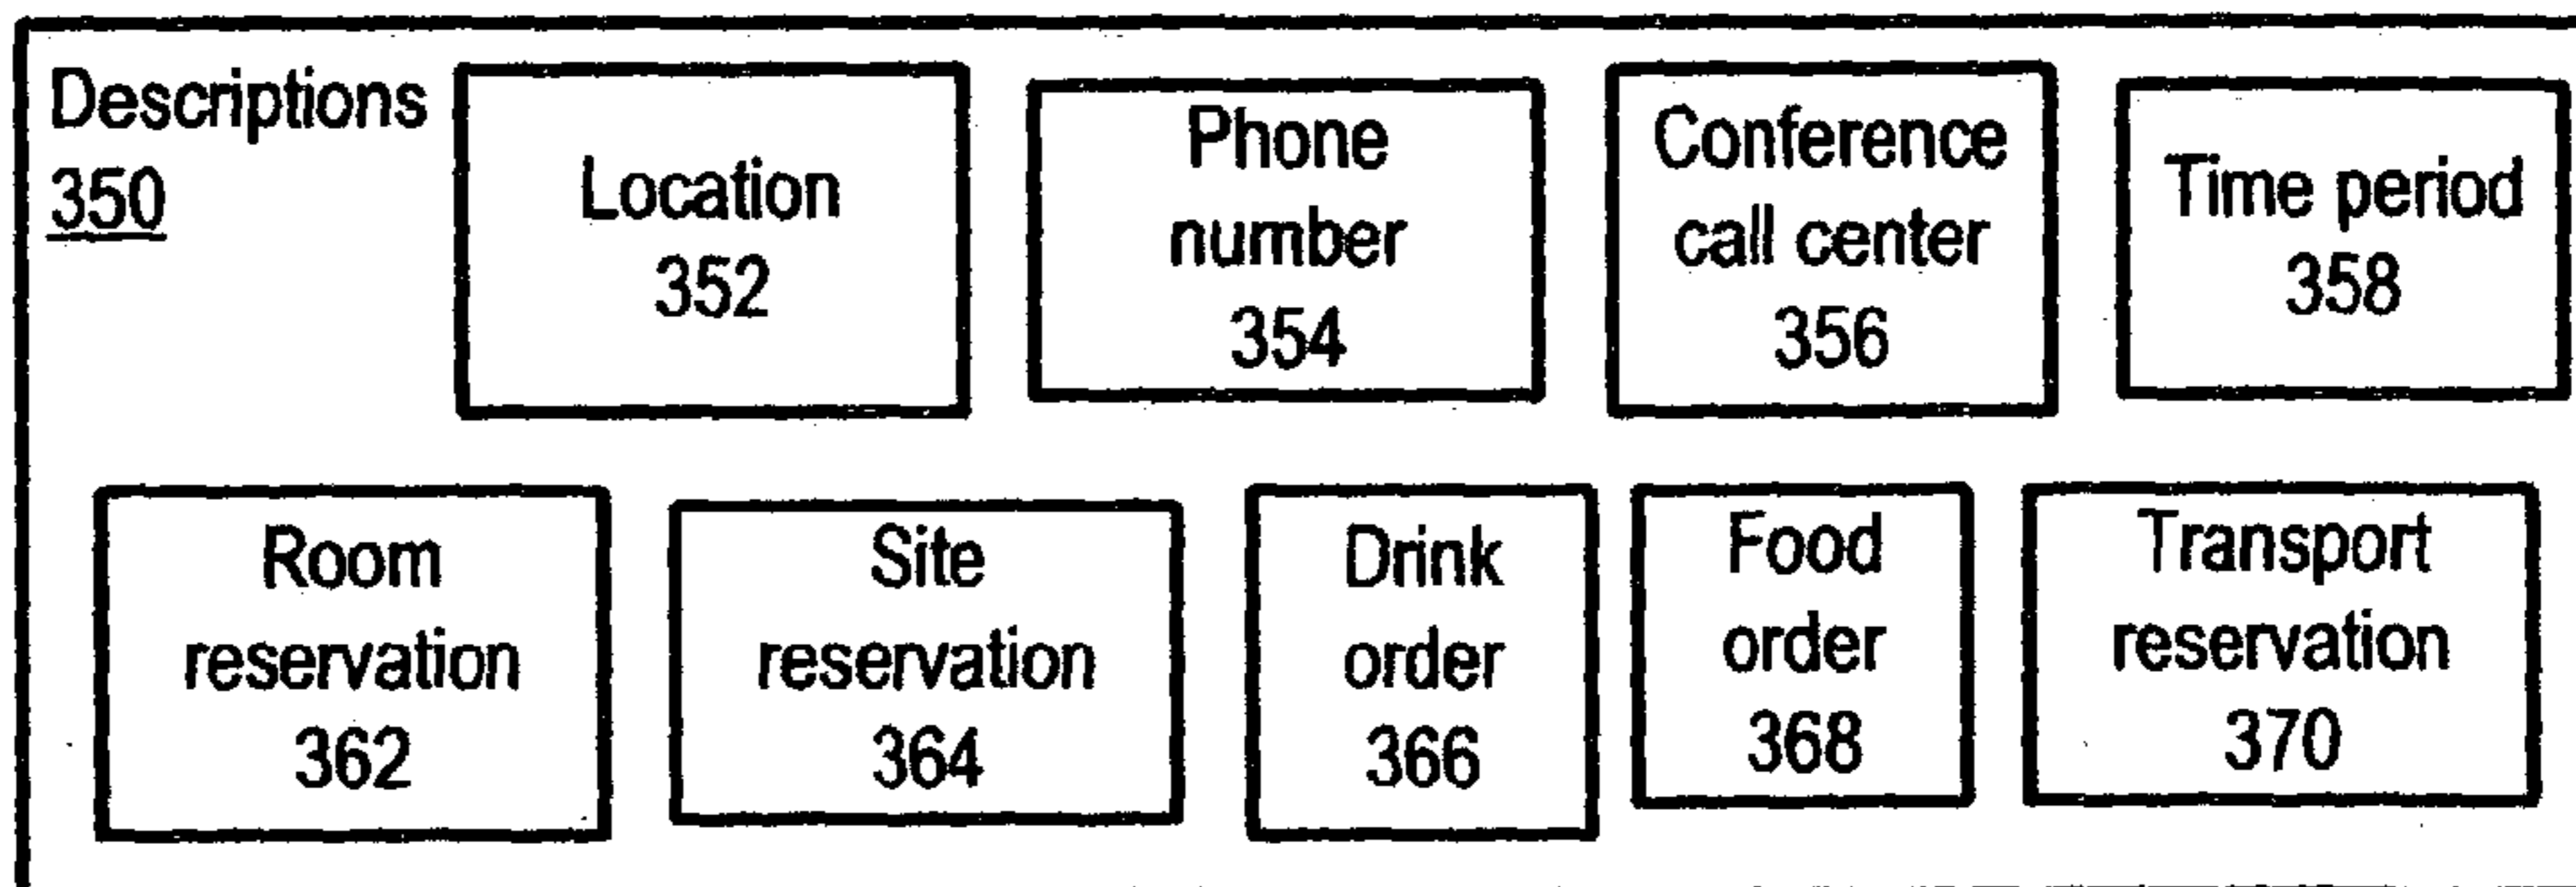 Descriptions
350
Location
352
Phone
number
354
Conference
call center
356
Time period
358
Room
reservation
362
Site
reservation
364
Drink
order
366
Food
order
368
Transport
reservation
370